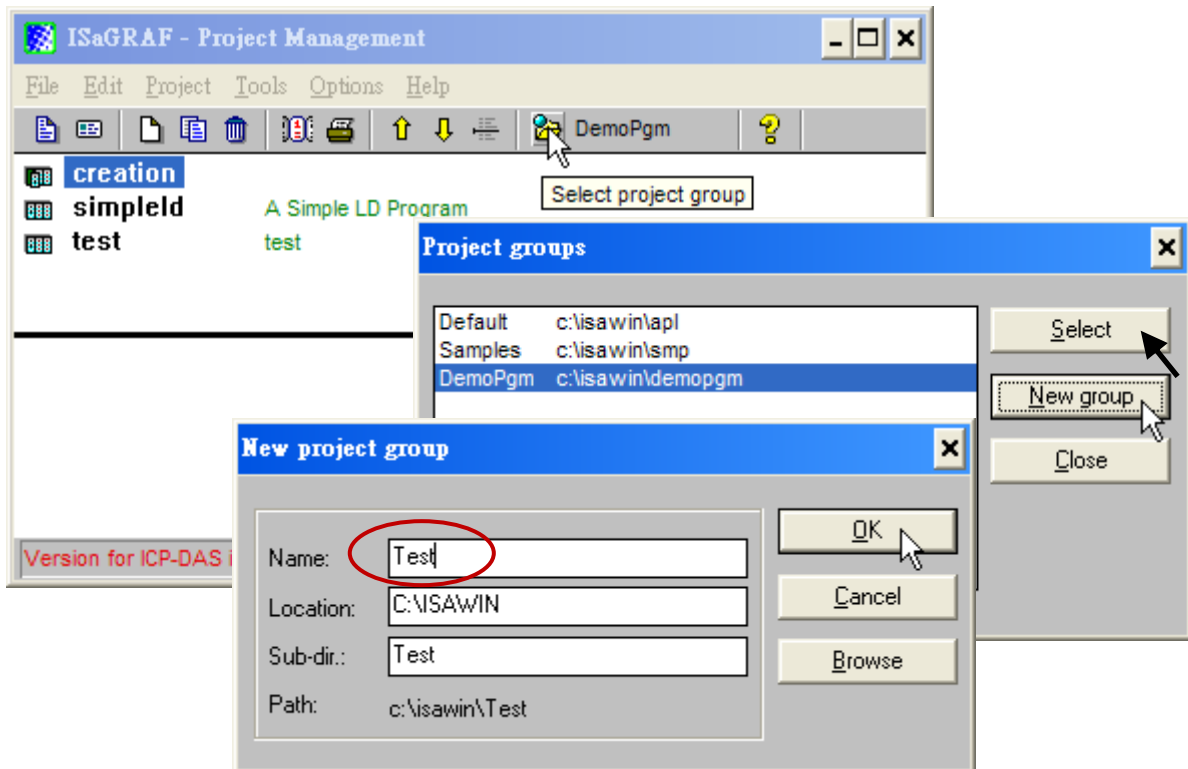 ISaGRAF - Project Management
File Edit Project Tools Options Help
DemoPgm
creation
simpleld A Simple LD Program
test test
Select project group
Project groups
Default c:\isawin\apl
Samples c:\isawin\smp
DemoPgm c:\isawin\demopgm
Select
New group
Close
New project group
Name: Test
Location: C:\ISAWIN
Sub-dir.: Test
Path: c:\isawin\Test
OK
Cancel
Browse
Version for ICP-DAS